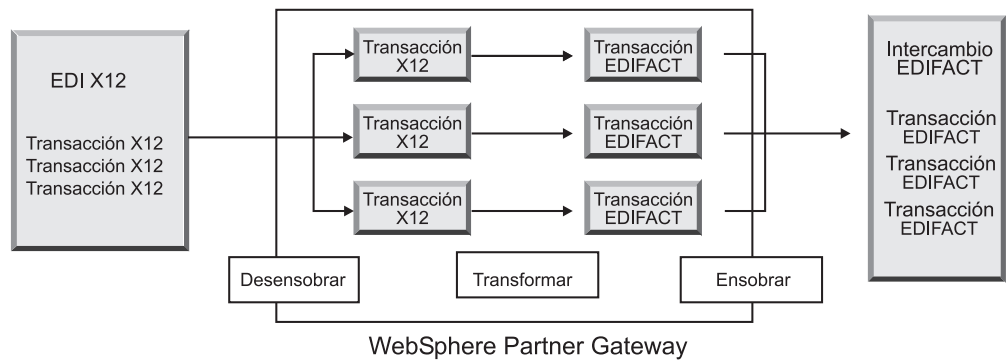 EDI X12
Transacción X12
Transacción X12
Transacción X12
Transacción
X12
Transacción
EDIFACT
Transacción
X12
Transacción
EDIFACT
Transacción
X12
Transacción
EDIFACT
Desensobrar
Transformar
Ensobrar
Intercambio
EDIFACT
Transacción
EDIFACT
Transacción
EDIFACT
Transacción
EDIFACT
WebSphere Partner Gateway